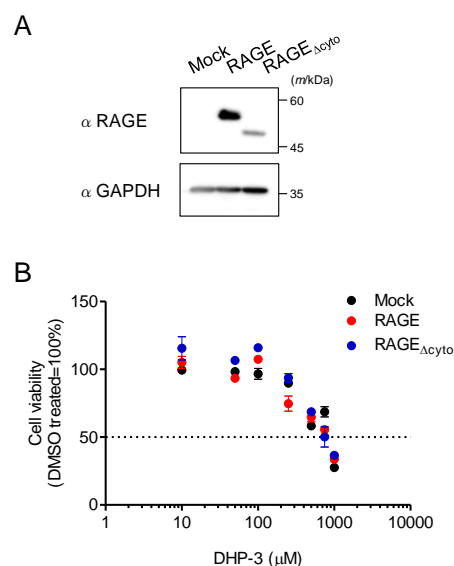 A
Mock
RAGE
RAGEΔcyto
(m/kDa)
α RAGE
60
45
α GAPDH
35
B
150
100
50
0
Cell viability
(DMSO treated=100%)
Mock
RAGE
RAGEΔcyto
1
10
100
1000
10000
DHP-3 (μM)